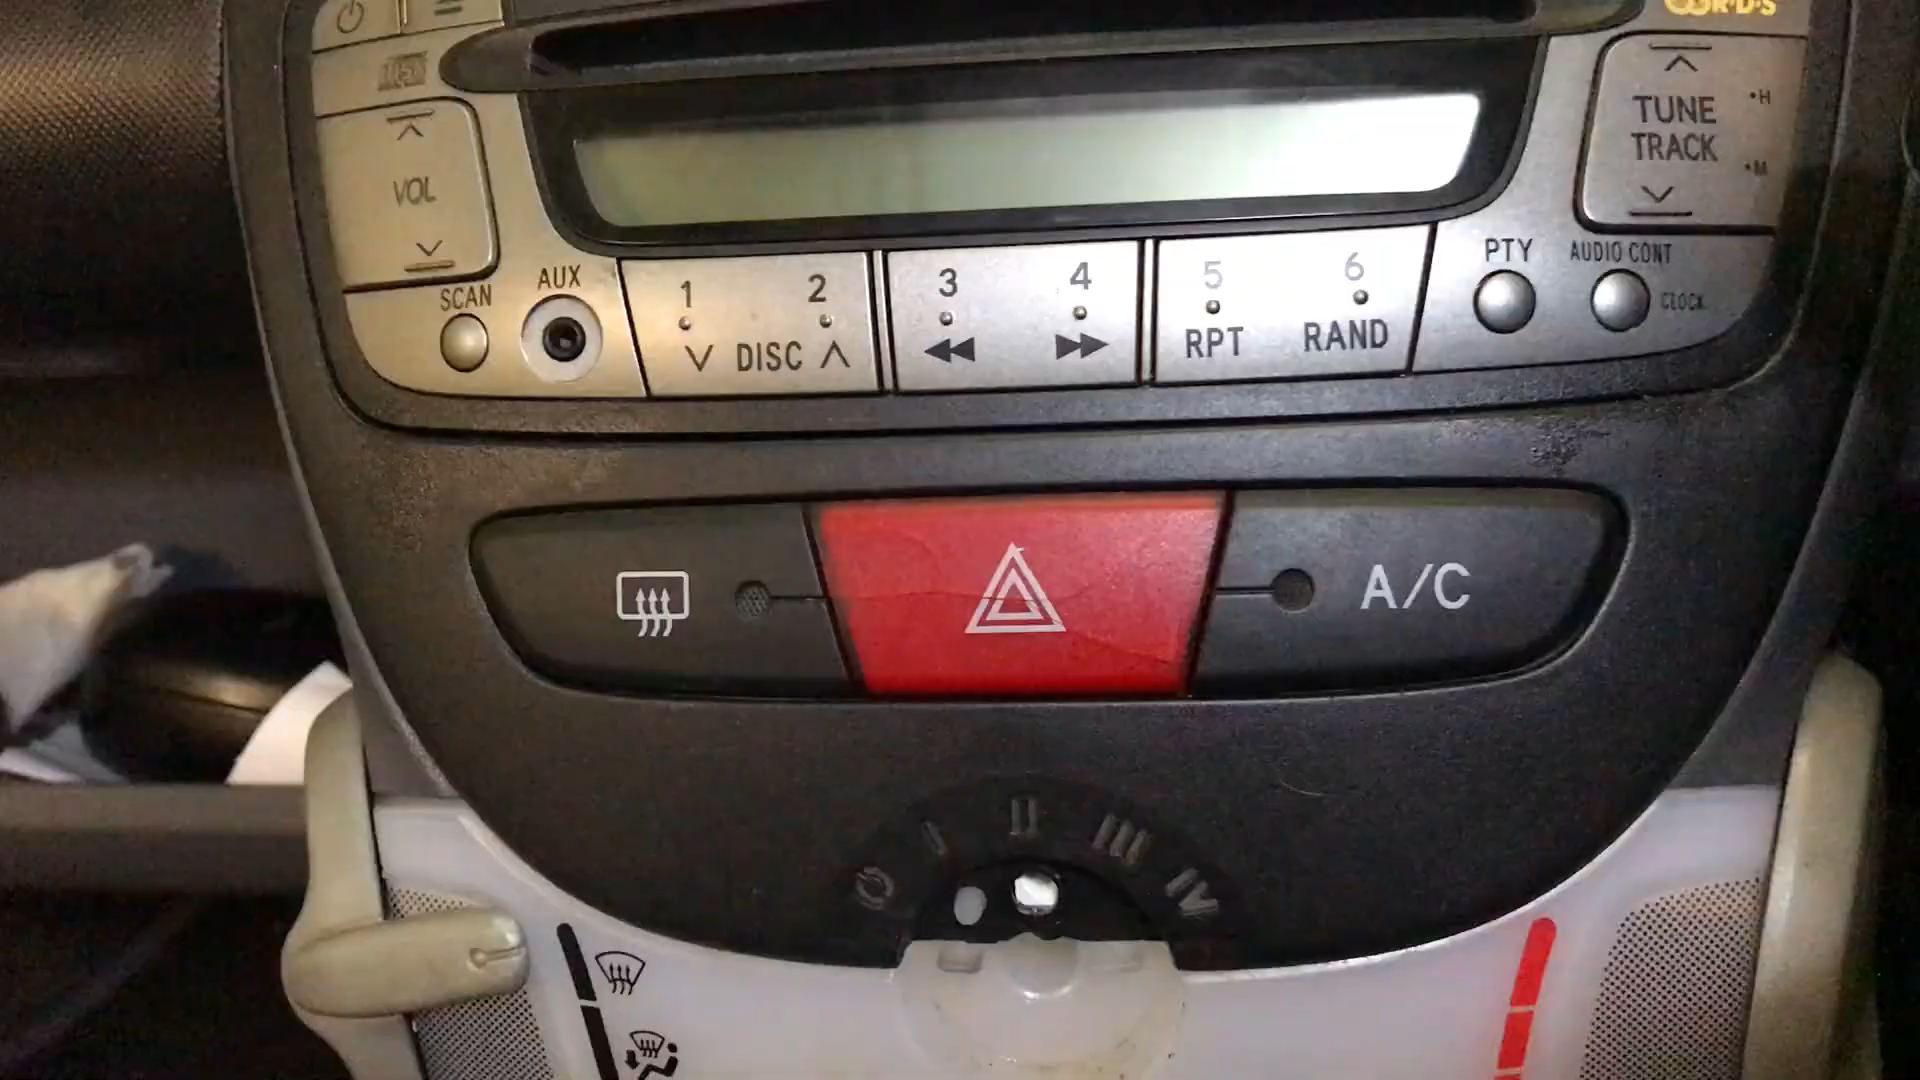 R·D·S
VOL
TUNE
TRACK
•H
•M
SCAN
AUX
1
2
DISC
3
4
5
RPT
6
RAND
PTY
AUDIO CONT
CLOCK
A/C
I
II
III
IV